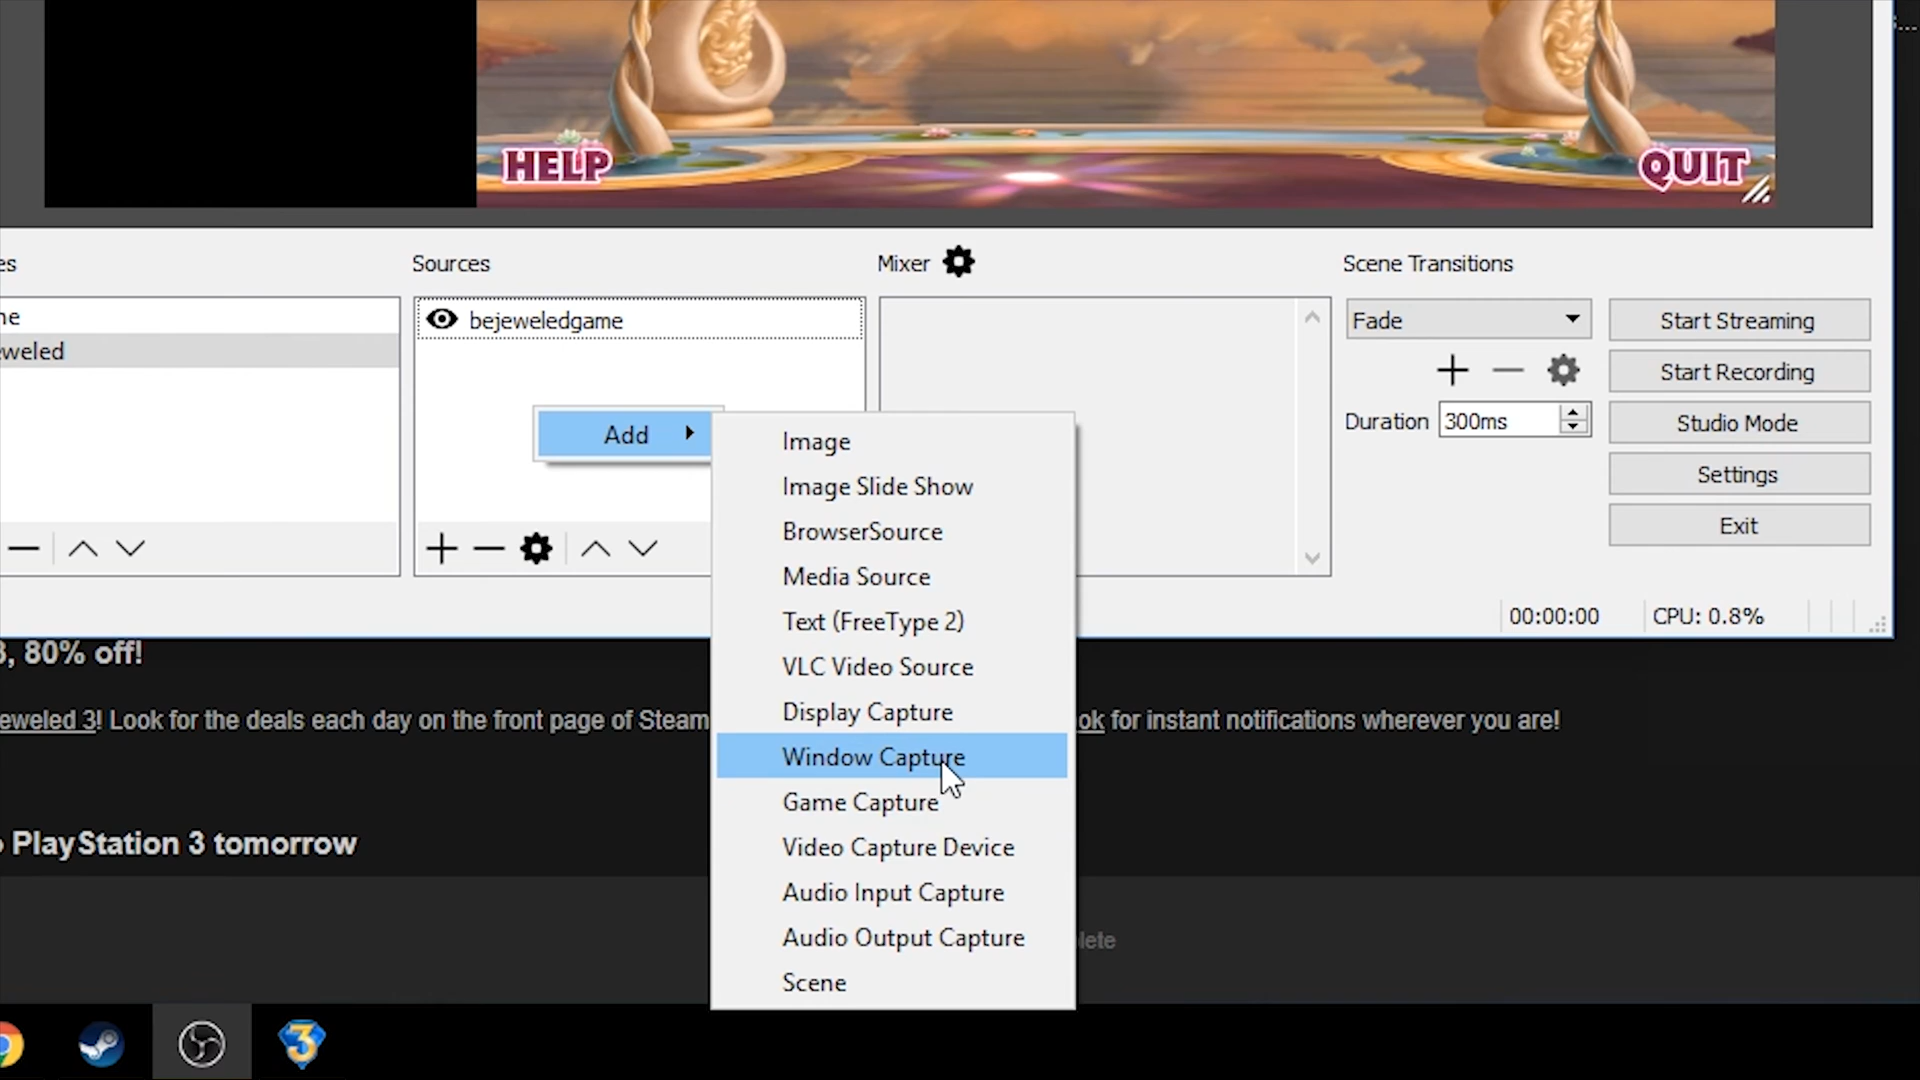 HELP
QUIT
es
Sources
Mixer
Scene Transitions
ne
eweled
bejeweledgame
Fade
Duration 300ms
Start Streaming
Start Recording
Studio Mode
Settings
Exit
Add
Image
Image Slide Show
BrowserSource
Media Source
Text (FreeType 2)
VLC Video Source
Display Capture
Window Capture
Game Capture
Video Capture Device
Audio Input Capture
Audio Output Capture
Scene
00:00:00
CPU: 0.8%
3, 80% off!
eweled 3! Look for the deals each day on the front page of Steam
ok for instant notifications wherever you are!
PlayStation 3 tomorrow
lete
3